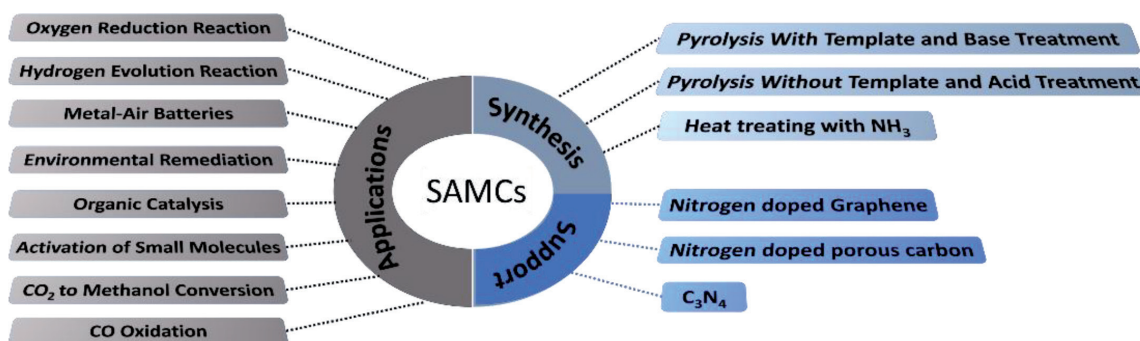 Oxygen Reduction Reaction
Hydrogen Evolution Reaction
Metal-Air Batteries
Environmental Remediation
Organic Catalysis
Activation of Small Molecules
CO₂ to Methanol Conversion
CO Oxidation
Applications
SAMCs
Synthesis
Support
Pyrolysis With Template and Base Treatment
Pyrolysis Without Template and Acid Treatment
Heat treating with NH₃
Nitrogen doped Graphene
Nitrogen doped porous carbon
C₃N₄